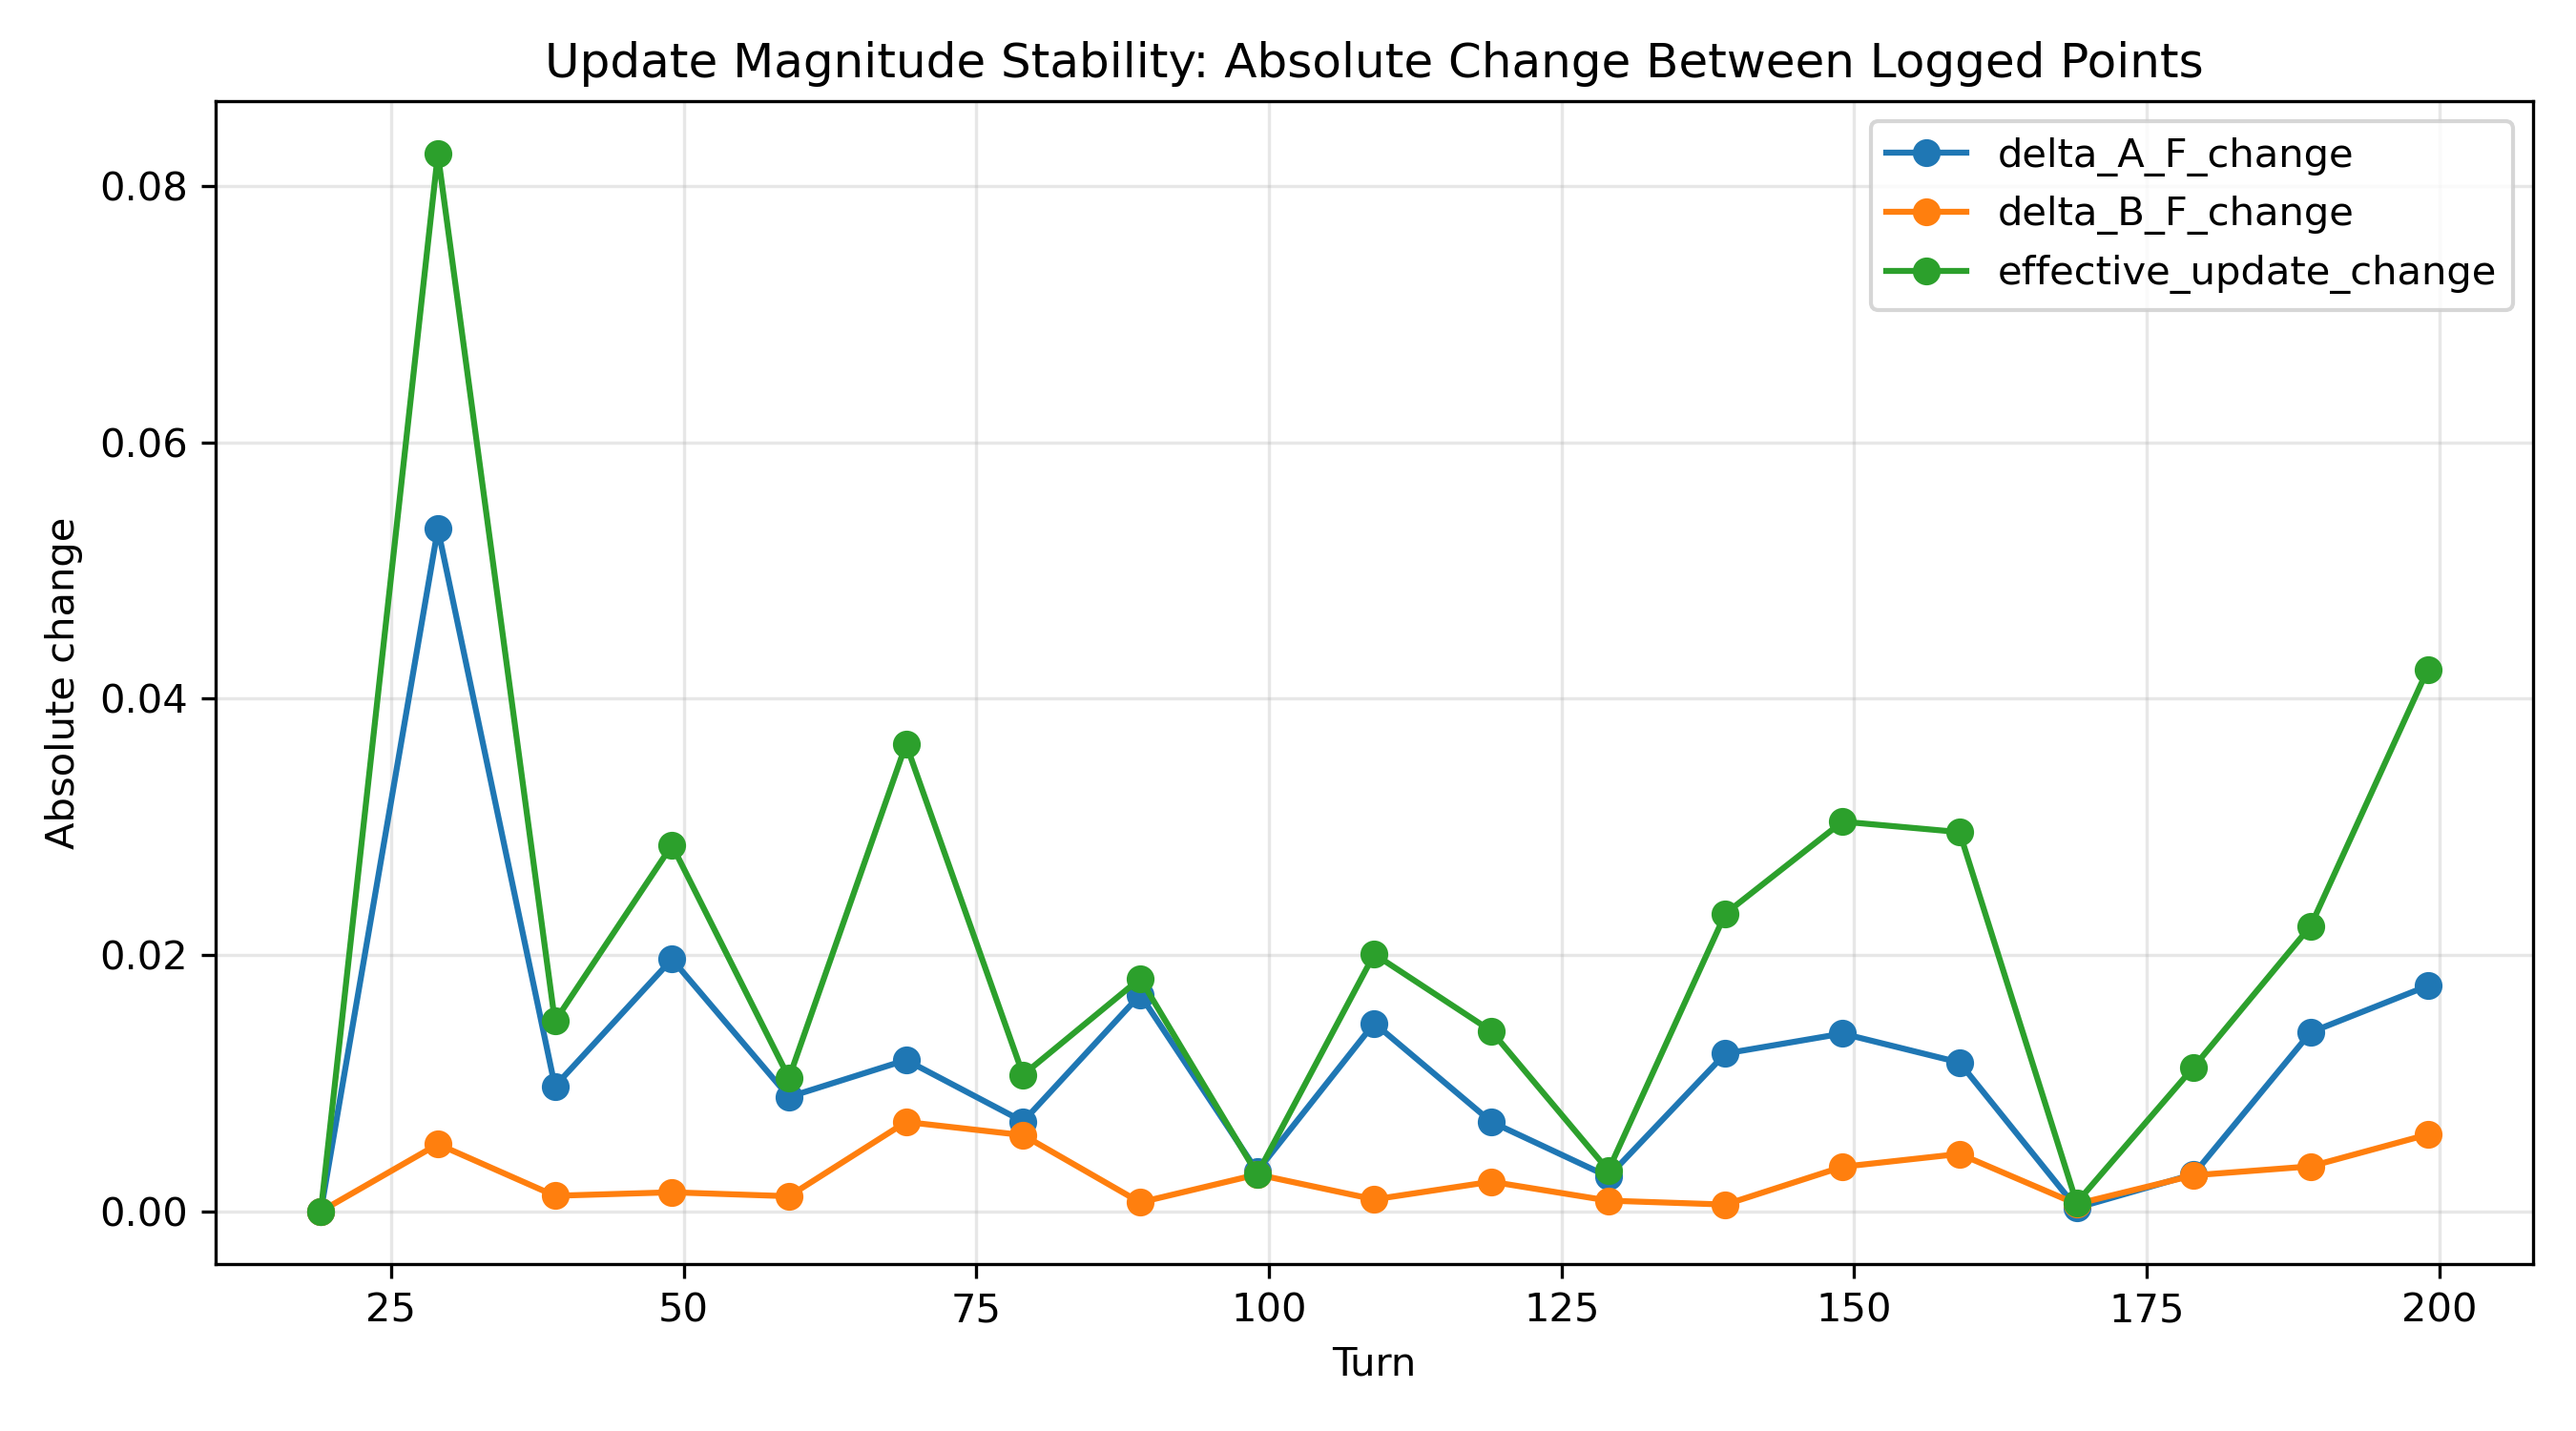 Update Magnitude Stability: Absolute Change Between Logged Points
delta_A_F_change
delta_B_F_change
effective_update_change
Absolute change
0.08
0.06
0.04
0.02
0.00
25 50 75 100 125 150 175 200
Turn